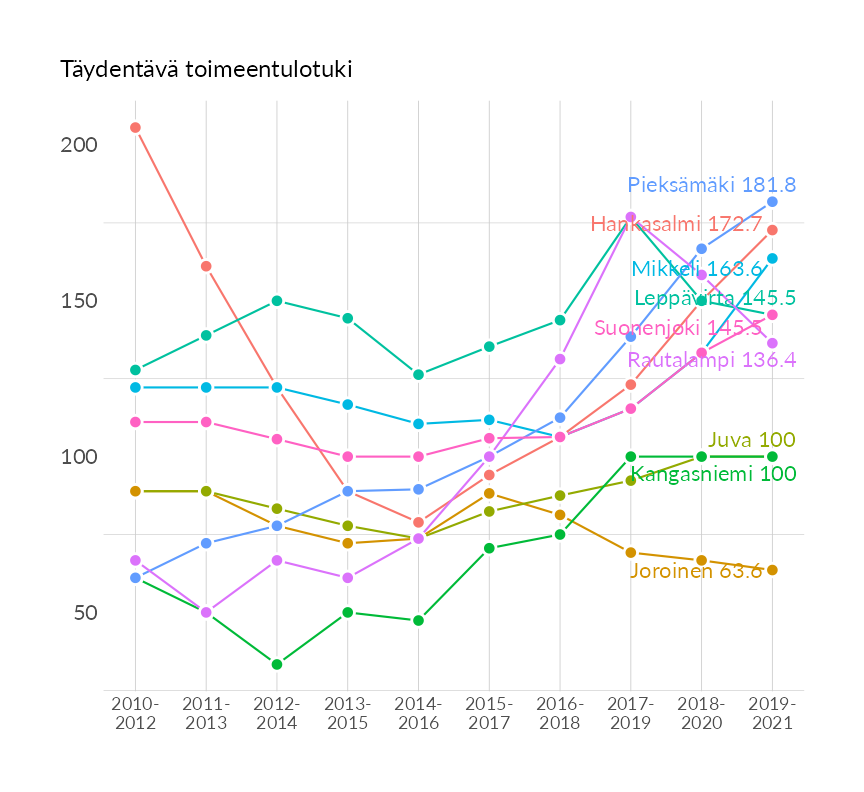 Täydentävä toimeentulotuki
200
Pieksämäki 181.8
Hankasalmi 172.7
Mikkeli 163.6
Leppävirta 145.5
150
Suonenjoki 145.5
Rautalampi 136.4
Juva 100
100
Kangasniemi 100
Joroinen 63.6
50
2010- 2011- 2012- 2013- 2014- 2015- 2016- 2017- 2018- 2019-
2012 2013 2014 2015 2016 2017 2018 2019 2020 2021